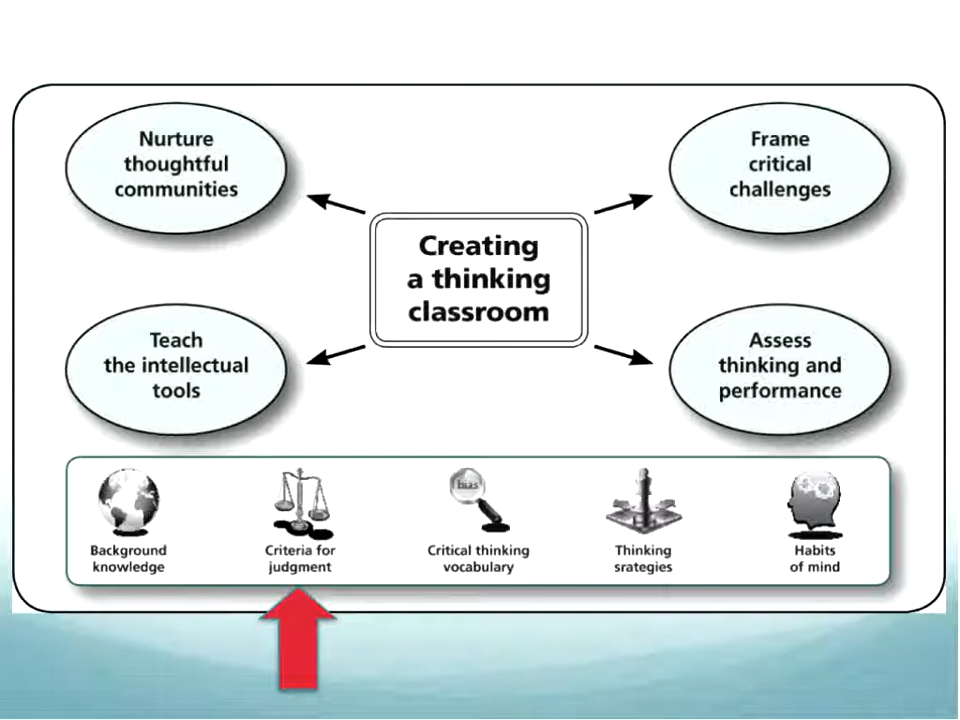 Nurture
thoughtful
communities
Frame
critical
challenges
Creating
a thinking
classroom
Teach
the intellectual
tools
Assess
thinking and
performance
bias
Background
knowledge
Criteria for
judgment
Critical thinking
vocabulary
Thinking
srategies
Habits
of mind